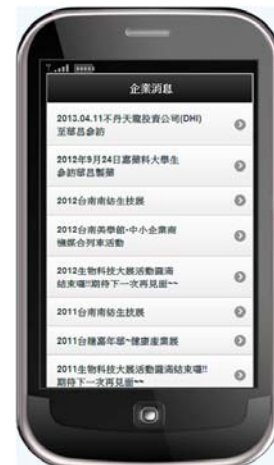 企業消息
2013.04.11不丹天龍投資公司(DHI)
至華昌參訪
2012年9月24日嘉藥科大學生
參訪華昌製藥
2012台南南紡生技展
2012台南美學館-中小企業商
機媒合列車活動
2012生物科技大展活動圓滿
結束囉!!期待下一次再見面~~
2011台南南紡生技展
2011台糖嘉年華~健康產業展
2011生物科技大展活動圓滿結束囉!!
期待下一次再見面~~